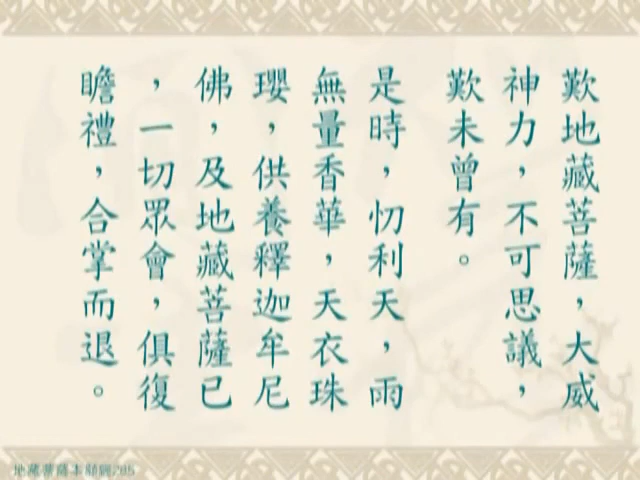 歎地藏菩薩，大威
神力，不可思議，
歎未曾有。
是時，忉利天，雨
無量香華，天衣珠
瓔，供養釋迦牟尼
佛，及地藏菩薩已
，一切眾會，俱復
瞻禮，合掌而退。
地藏菩薩本願經